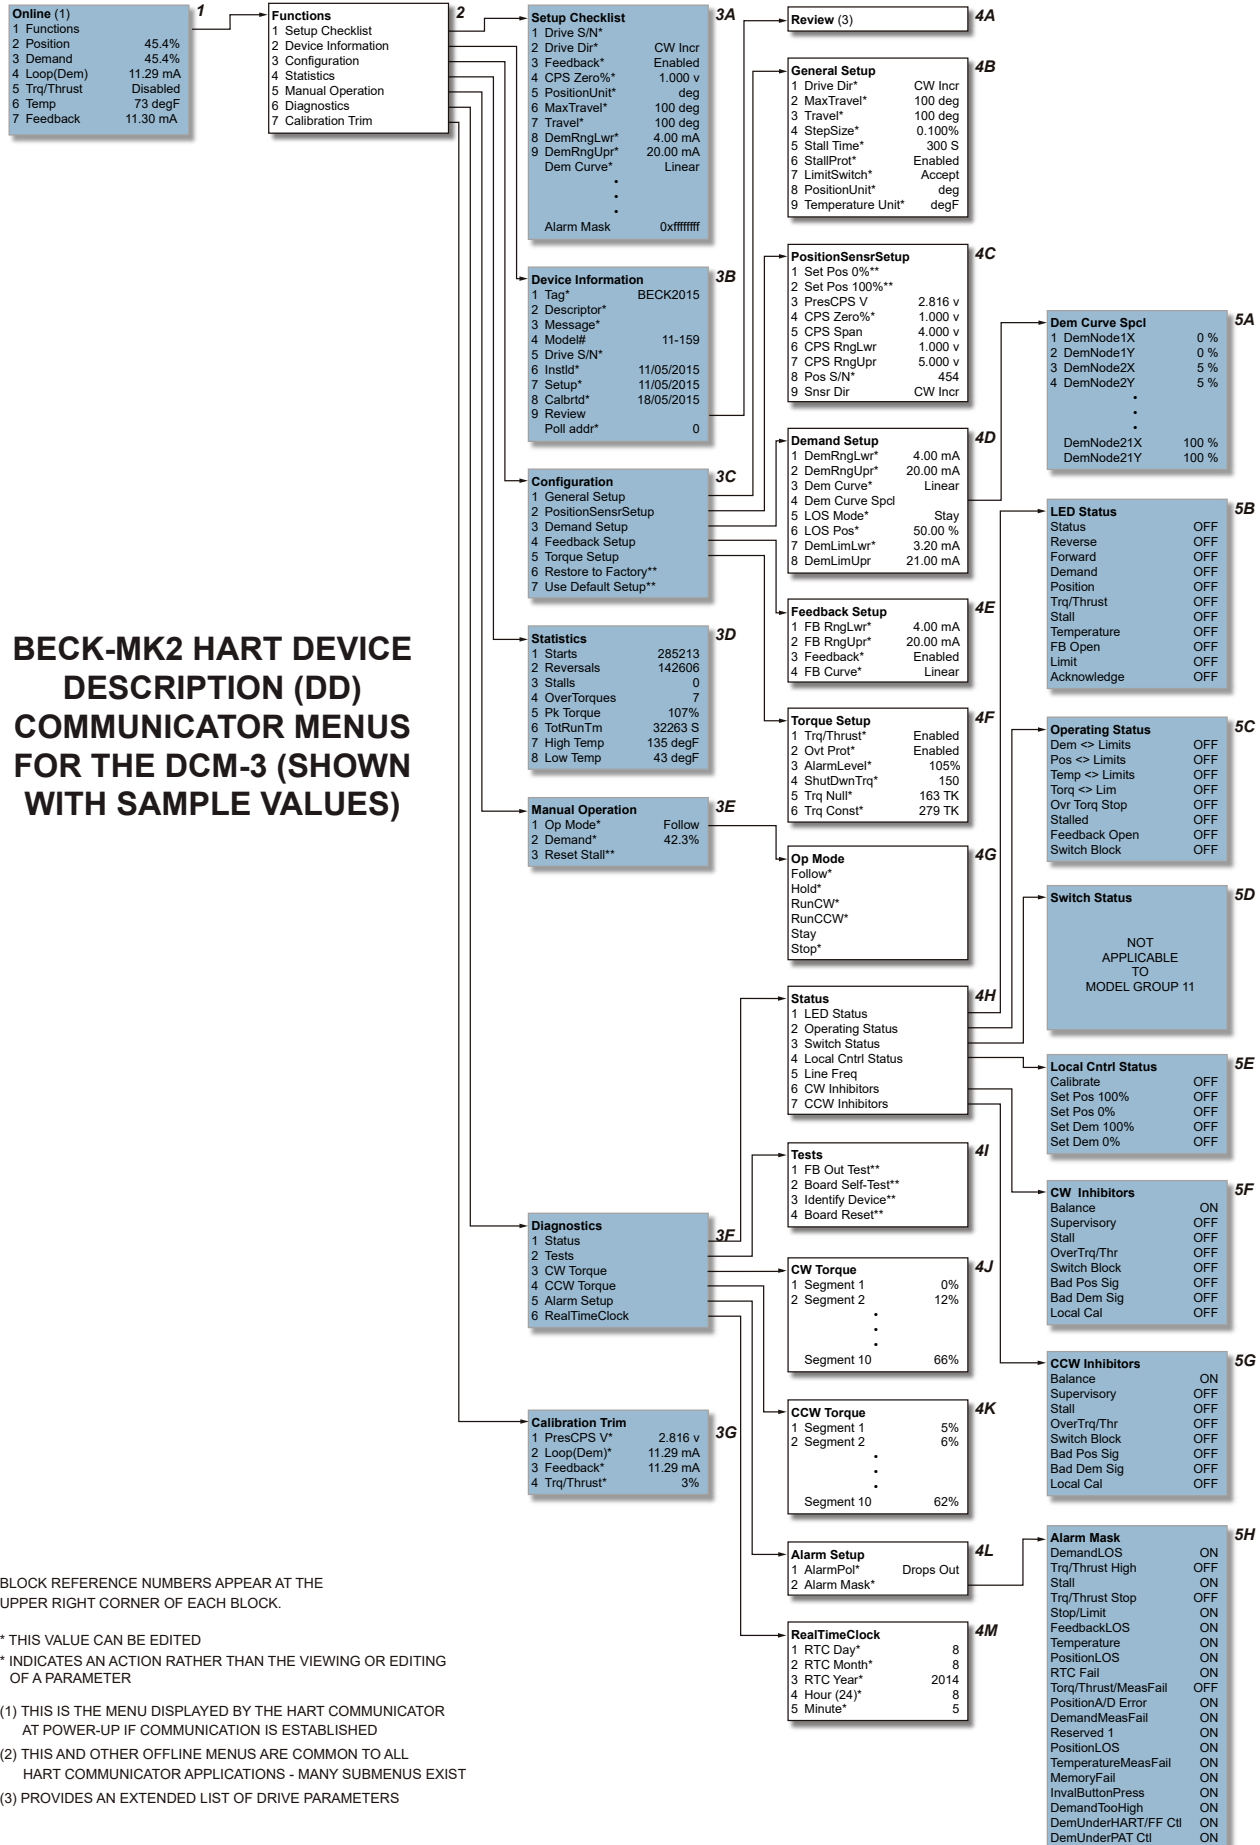 Online (1)
1 Functions
2 Position 45.4%
3 Demand 45.4%
4 Loop(Dem) 11.29 mA
5 Trq/Thrust Disabled
6 Temp 73 degF
7 Feedback 11.30 mA
1
Functions
1 Setup Checklist
2 Device Information
3 Configuration
4 Statistics
5 Manual Operation
6 Diagnostics
7 Calibration Trim
2
Setup Checklist
1 Drive S/N*
2 Drive Dir* CW Incr
3 Feedback* Enabled
4 CPS Zero%* 1.000 v
5 PositionUnit* deg
6 MaxTravel* 100 deg
7 Travel* 100 deg
8 DemRngLwr* 4.00 mA
9 DemRngUpr* 20.00 mA
Dem Curve* Linear
•
•
•
Alarm Mask 0xffffffff
3A
Device Information
1 Tag* BECK2015
2 Descriptor*
3 Message*
4 Model# 11-159
5 Drive S/N*
6 Instld* 11/05/2015
7 Setup* 11/05/2015
8 Calbrtd* 18/05/2015
9 Review
Poll addr* 0
3B
Configuration
1 General Setup
2 PositionSensrSetup
3 Demand Setup
4 Feedback Setup
5 Torque Setup
6 Restore to Factory**
7 Use Default Setup**
3C
Statistics
1 Starts 285213
2 Reversals 142606
3 Stalls 0
4 OverTorques 7
5 Pk Torque 107%
6 TotRunTm 32263 S
7 High Temp 135 degF
8 Low Temp 43 degF
3D
Manual Operation
1 Op Mode* Follow
2 Demand* 42.3%
3 Reset Stall**
3E
Diagnostics
1 Status
2 Tests
3 CW Torque
4 CCW Torque
5 Alarm Setup
6 RealTimeClock
3F
Calibration Trim
1 PresCPS V* 2.816 v
2 Loop(Dem)* 11.29 mA
3 Feedback* 11.29 mA
4 Trq/Thrust* 3%
3G
Review (3)
4A
General Setup
1 Drive Dir* CW Incr
2 MaxTravel* 100 deg
3 Travel* 100 deg
4 StepSize* 0.100%
5 Stall Time* 300 S
6 StallProt* Enabled
7 LimitSwitch* Accept
8 PositionUnit* deg
9 Temperature Unit* degF
4B
PositionSensrSetup
1 Set Pos 0%**
2 Set Pos 100%**
3 PresCPS V 2.816 v
4 CPS Zero%* 1.000 v
5 CPS Span 4.000 v
6 CPS RngLwr 1.000 v
7 CPS RngUpr 5.000 v
8 Pos S/N* 454
9 Snsr Dir CW Incr
4C
Demand Setup
1 DemRngLwr* 4.00 mA
2 DemRngUpr* 20.00 mA
3 Dem Curve* Linear
4 Dem Curve Spcl
5 LOS Mode* Stay
6 LOS Pos* 50.00 %
7 DemLimLwr* 3.20 mA
8 DemLimUpr 21.00 mA
4D
Feedback Setup
1 FB RngLwr* 4.00 mA
2 FB RngUpr* 20.00 mA
3 Feedback* Enabled
4 FB Curve* Linear
4E
Torque Setup
1 Trq/Thrust* Enabled
2 Ovt Prot* Enabled
3 AlarmLevel* 105%
4 ShutDwnTrq* 150
5 Trq Null* 163 TK
6 Trq Const* 279 TK
4F
Op Mode
Follow*
Hold*
RunCW*
RunCCW*
Stay
Stop*
4G
Status
1 LED Status
2 Operating Status
3 Switch Status
4 Local Cntrl Status
5 Line Freq
6 CW Inhibitors
7 CCW Inhibitors
4H
Tests
1 FB Out Test**
2 Board Self-Test**
3 Identify Device**
4 Board Reset**
4I
CW Torque
1 Segment 1 0%
2 Segment 2 12%
•
•
•
Segment 10 66%
4J
CCW Torque
1 Segment 1 5%
2 Segment 2 6%
•
•
•
Segment 10 62%
4K
Alarm Setup
1 AlarmPol* Drops Out
2 Alarm Mask*
4L
RealTimeClock
1 RTC Day* 8
2 RTC Month* 8
3 RTC Year* 2014
4 Hour (24)* 8
5 Minute* 5
4M
Dem Curve Spcl
1 DemNode1X 0 %
2 DemNode1Y 0 %
3 DemNode2X 5 %
4 DemNode2Y 5 %
•
•
•
DemNode21X 100 %
DemNode21Y 100 %
5A
LED Status
Status OFF
Reverse OFF
Forward OFF
Demand OFF
Position OFF
Trq/Thrust OFF
Stall OFF
Temperature OFF
FB Open OFF
Limit OFF
Acknowledge OFF
5B
Operating Status
Dem <> Limits OFF
Pos <> Limits OFF
Temp <> Limits OFF
Torq <> Lim OFF
Ovr Torq Stop OFF
Stalled OFF
Feedback Open OFF
Switch Block OFF
5C
Switch Status
NOT
APPLICABLE
TO
MODEL GROUP 11
5D
Local Cntrl Status
Calibrate OFF
Set Pos 100% OFF
Set Pos 0% OFF
Set Dem 100% OFF
Set Dem 0% OFF
5E
CW Inhibitors
Balance ON
Supervisory OFF
Stall OFF
OverTrq/Thr OFF
Switch Block OFF
Bad Pos Sig OFF
Bad Dem Sig OFF
Local Cal OFF
5F
CCW Inhibitors
Balance ON
Supervisory OFF
Stall OFF
OverTrq/Thr OFF
Switch Block OFF
Bad Pos Sig OFF
Bad Dem Sig OFF
Local Cal OFF
5G
Alarm Mask
DemandLOS ON
Trq/Thrust High OFF
Stall ON
Trq/Thrust Stop OFF
Stop/Limit ON
FeedbackLOS ON
Temperature ON
PositionLOS ON
RTC Fail ON
Torq/Thrust/MeasFail OFF
PositionA/D Error ON
DemandMeasFail ON
Reserved 1 ON
PositionLOS ON
TemperatureMeasFail ON
MemoryFail ON
InvalButtonPress ON
DemandTooHigh ON
DemUnderHART/FF Ctl ON
DemUnderPAT Ctl ON
5H
BECK-MK2 HART DEVICE
DESCRIPTION (DD)
COMMUNICATOR MENUS
FOR THE DCM-3 (SHOWN
WITH SAMPLE VALUES)
BLOCK REFERENCE NUMBERS APPEAR AT THE
UPPER RIGHT CORNER OF EACH BLOCK.
* THIS VALUE CAN BE EDITED
* INDICATES AN ACTION RATHER THAN THE VIEWING OR EDITING
OF A PARAMETER
(1) THIS IS THE MENU DISPLAYED BY THE HART COMMUNICATOR
AT POWER-UP IF COMMUNICATION IS ESTABLISHED
(2) THIS AND OTHER OFFLINE MENUS ARE COMMON TO ALL
HART COMMUNICATOR APPLICATIONS - MANY SUBMENUS EXIST
(3) PROVIDES AN EXTENDED LIST OF DRIVE PARAMETERS